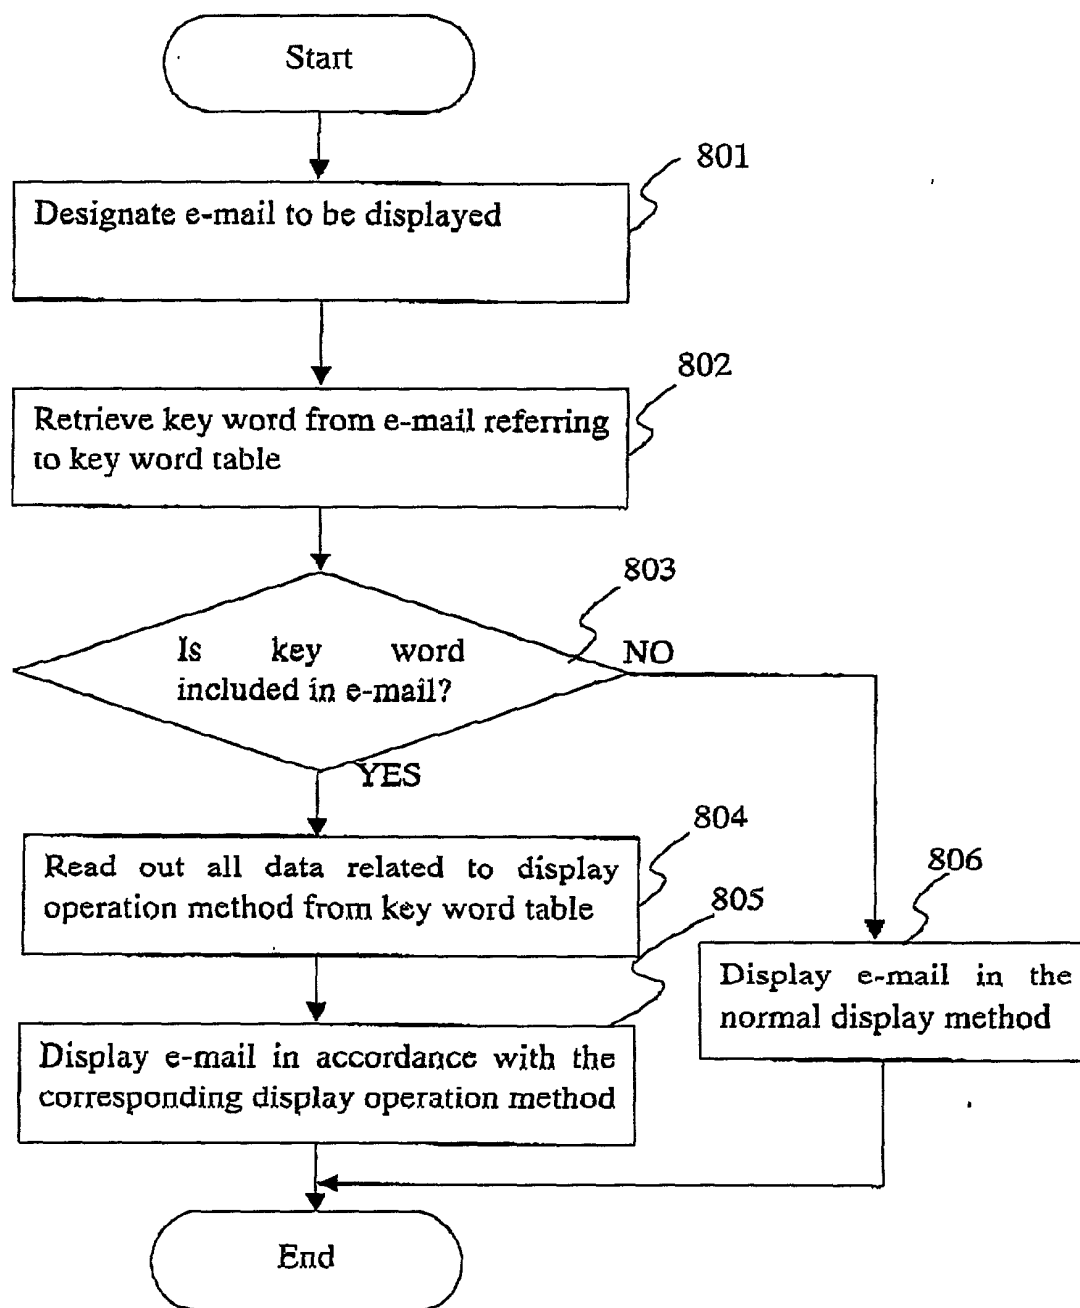 Start
801
Designate e-mail to be displayed
802
Retrieve key word from e-mail referring
to key word table
803
Is key word
included in e-mail?
NO
YES
804
Read out all data related to display
operation method from key word table
805
806
Display e-mail in the
normal display method
Display e-mail in accordance with the
corresponding display operation method
End